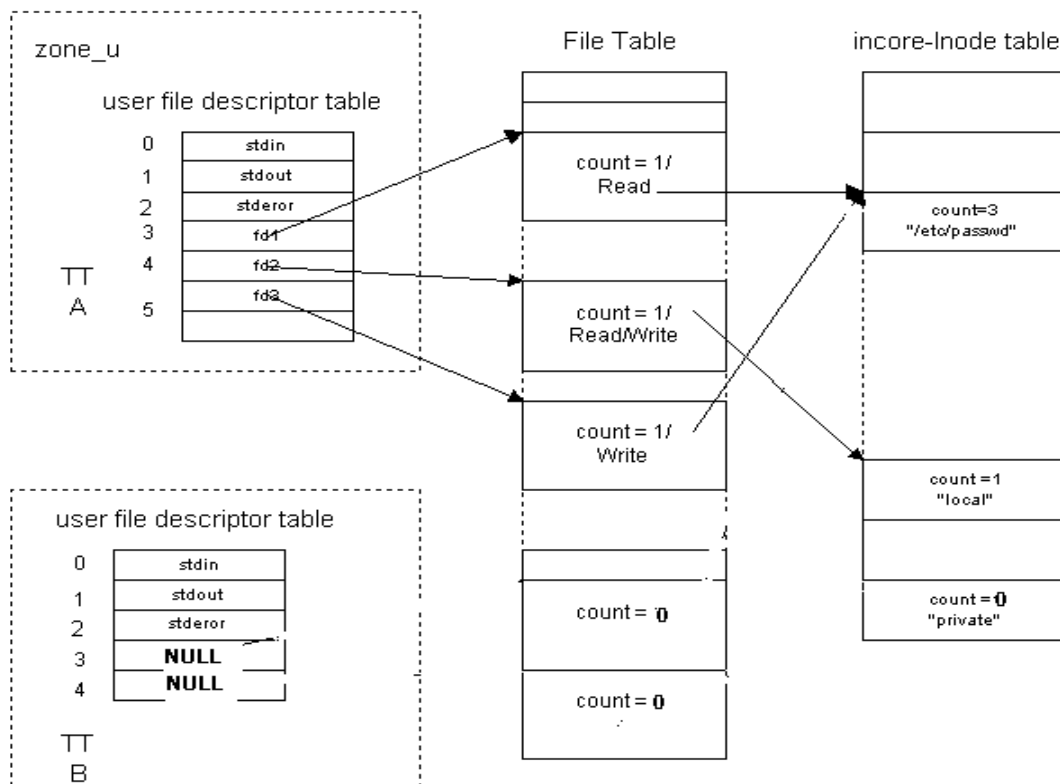 zone_u
user file descriptor table
0 stdin
1 stdout
2 stderor
3 fd1
4 fd2
5 fd3
TT
A
File Table
count = 1/
Read
count = 1/
Read/Write
count = 1/
Write
count = 0
count = 0
incore-Inode table
count=3
"/etc/passwd"
count =1
"local"
count = 0
"private"
user file descriptor table
0 stdin
1 stdout
2 stderor
3 NULL
4 NULL
TT
B